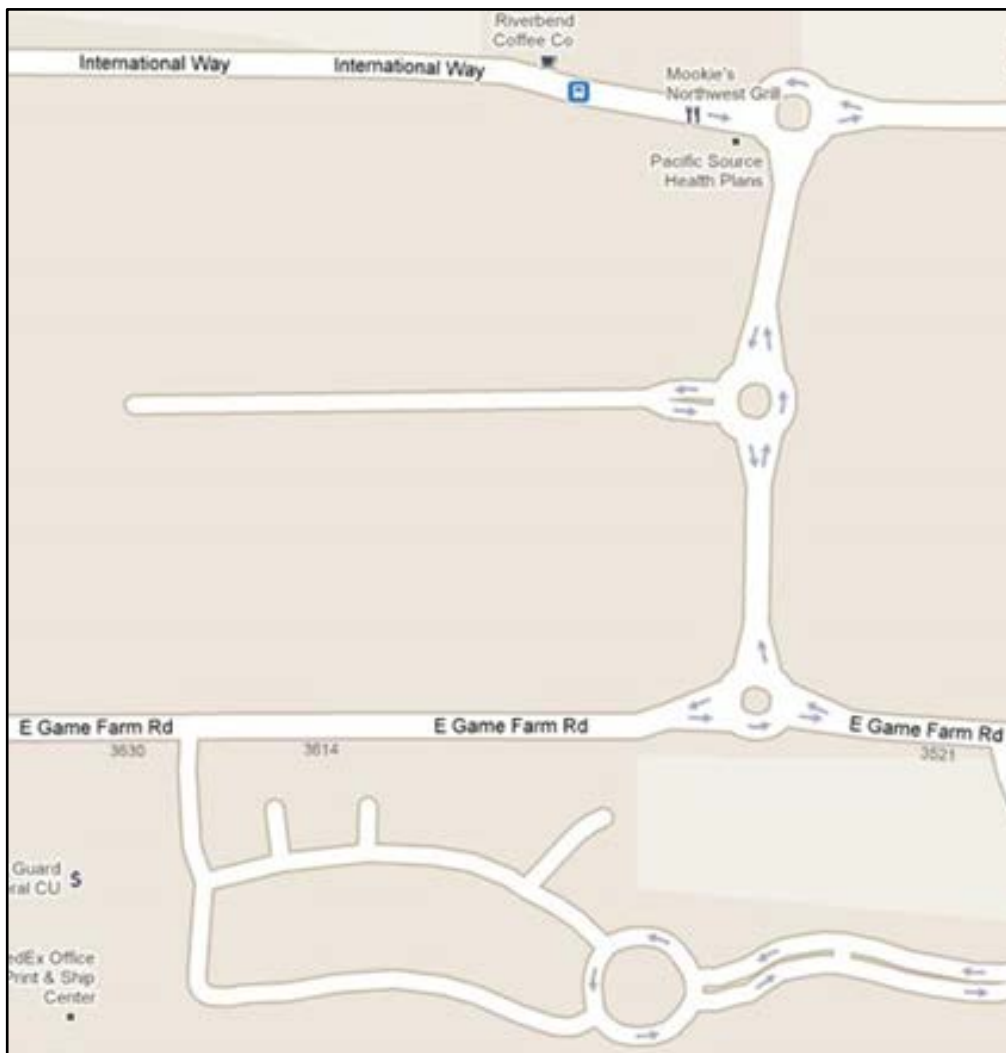 Riverbend
Coffee Co
International Way
International Way
Mookie's
Northwest Grill
Pacific Source
Health Plans
E Game Farm Rd
E Game Farm Rd
E Game Farm Rd
3630
3614
3521
Guard
ral CU
$
edEx Office
Print & Ship
Center